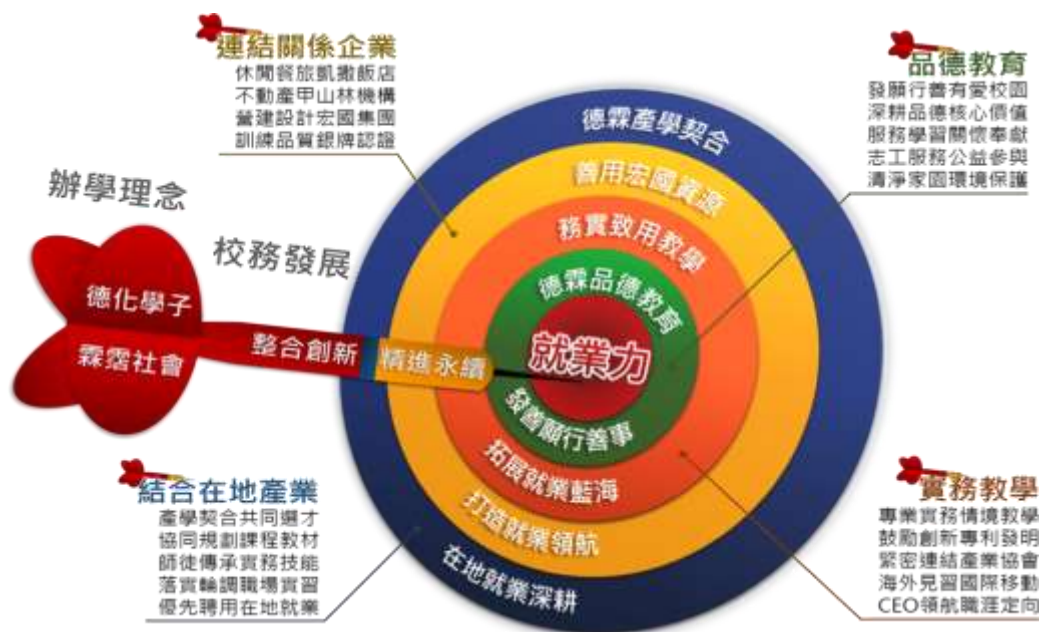 連結關係企業
休閒餐旅凱撒飯店
不動產甲山林機構
營建設計宏國集團
訓練品質銀牌認證
品德教育
發願行善有愛校園
深耕品德核心價值
服務學習關懷奉獻
志工服務公益參與
清淨家園環境保護
辦學理念
校務發展
德化學子
霖霑社會
整合創新
精進永續
德霖產學契合
善用宏國資源
務實致用教學
德霖品德教育
就業力
發善願行善事
拓展就業藍海
打造就業領航
在地就業深耕
結合在地產業
產學契合共同選才
協同規劃課程教材
師徒傳承實務技能
落實輪調職場實習
優先聘用在地就業
實務教學
專業實務情境教學
鼓勵創新專利發明
緊密連結產業協會
海外見習國際移動
CEO領航職涯定向